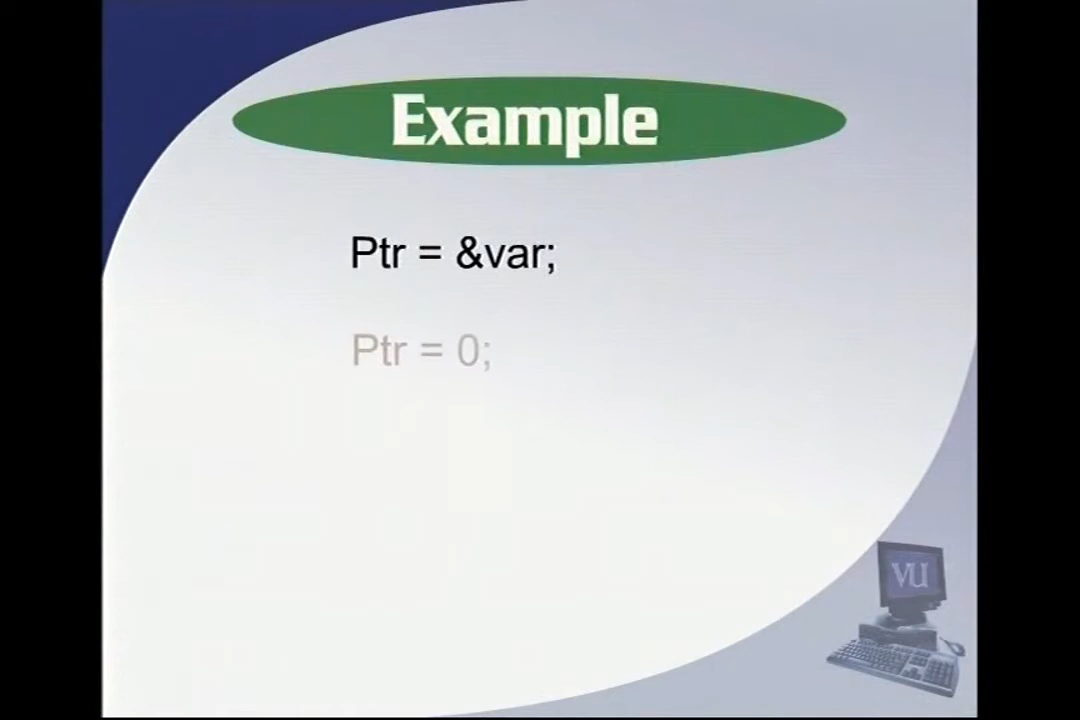 Example
Ptr = &var;
Ptr = 0;
VU